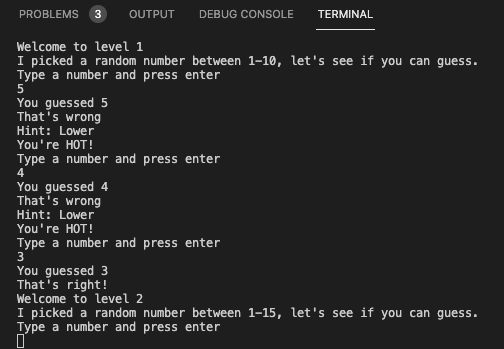 PROBLEMS 3 OUTPUT DEBUG CONSOLE TERMINAL
Welcome to level 1
I picked a random number between 1-10, let's see if you can guess.
Type a number and press enter
5
You guessed 5
That's wrong
Hint: Lower
You're HOT!
Type a number and press enter
4
You guessed 4
That's wrong
Hint: Lower
You're HOT!
Type a number and press enter
3
You guessed 3
That's right!
Welcome to level 2
I picked a random number between 1-15, let's see if you can guess.
Type a number and press enter